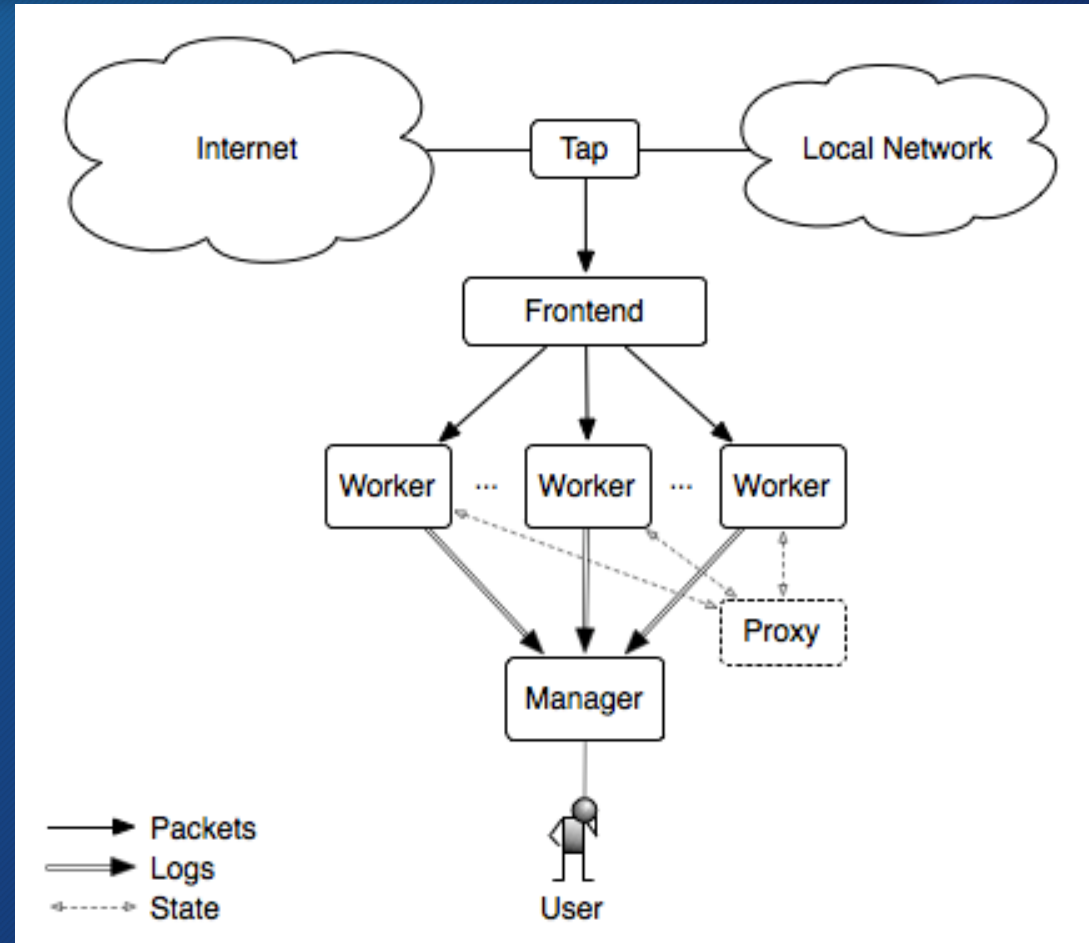 Internet
Tap
Local Network
Frontend
Worker ... Worker ... Worker
Proxy
Manager
Packets
Logs
State
User